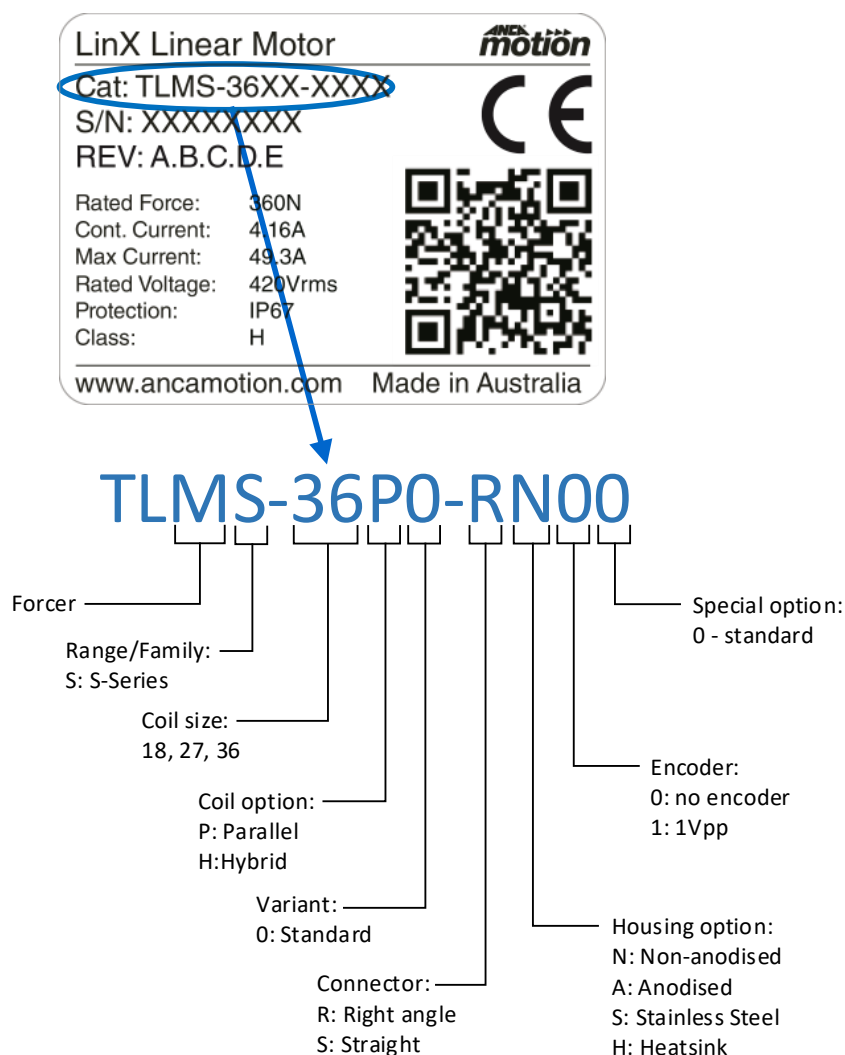 LinX Linear Motor
ANCA
motion
Cat: TLMS-36XX-XXXX
S/N: XXXXXXXX
REV: A.B.C.D.E
CE
Rated Force: 360N
Cont. Current: 4.16A
Max Current: 49.3A
Rated Voltage: 420Vrms
Protection: IP67
Class: H
www.ancamotion.com Made in Australia
TLMS-36P0-RN00
Forcer
Special option:
0 - standard
Range/Family:
S: S-Series
Coil size:
18, 27, 36
Encoder:
0: no encoder
1: 1Vpp
Coil option:
P: Parallel
H:Hybrid
Variant:
0: Standard
Housing option:
N: Non-anodised
A: Anodised
S: Stainless Steel
H: Heatsink
Connector:
R: Right angle
S: Straight